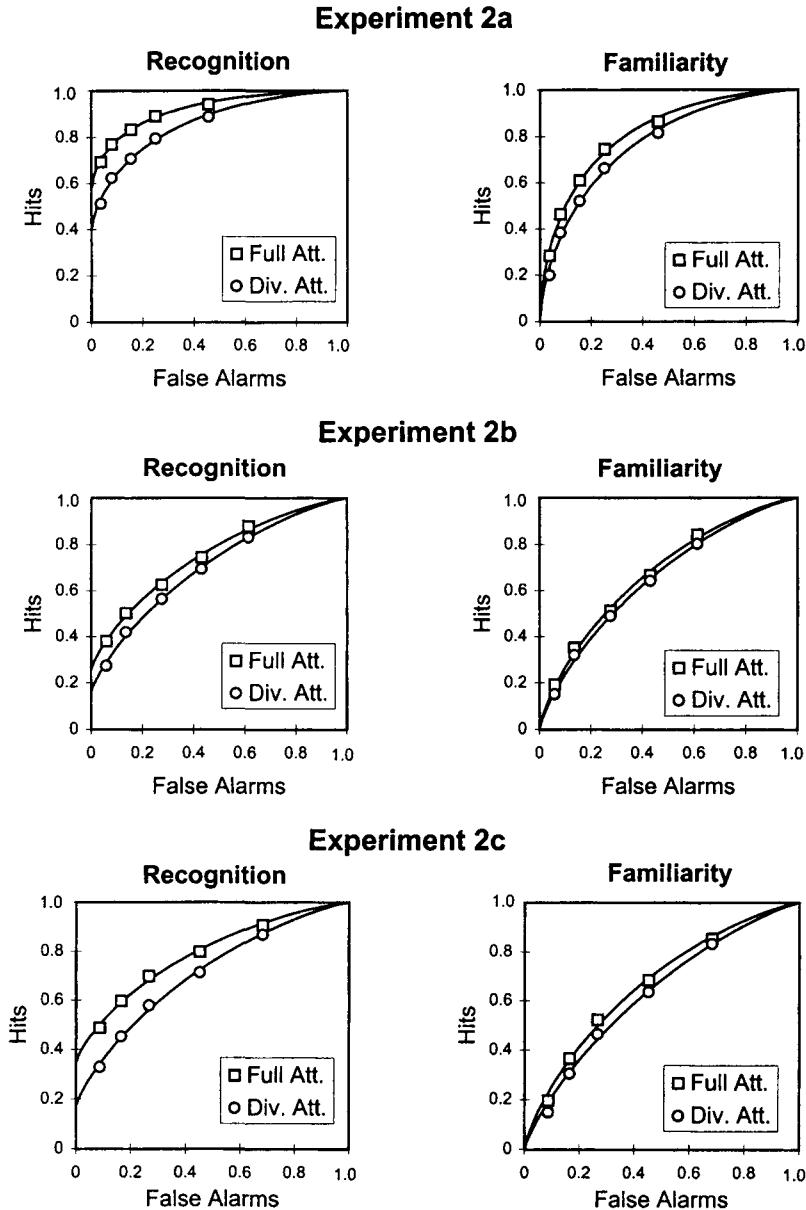 Experiment 2a
Recognition
Familiarity
1.0
0.8
0.6
0.4
0.2
0
Hits
Full Att.
Div. Att.
0 0.2 0.4 0.6 0.8 1.0
False Alarms
1.0
0.8
0.6
0.4
0.2
0
Hits
Full Att.
Div. Att.
0 0.2 0.4 0.6 0.8 1.0
False Alarms
Experiment 2b
Recognition
Familiarity
1.0
0.8
0.6
0.4
0.2
0
Hits
Full Att.
Div. Att.
0 0.2 0.4 0.6 0.8 1.0
False Alarms
1.0
0.8
0.6
0.4
0.2
0
Hits
Full Att.
Div. Att.
0 0.2 0.4 0.6 0.8 1.0
False Alarms
Experiment 2c
Recognition
Familiarity
1.0
0.8
0.6
0.4
0.2
0
Hits
Full Att.
Div. Att.
0 0.2 0.4 0.6 0.8 1.0
False Alarms
1.0
0.8
0.6
0.4
0.2
0
Hits
Full Att.
Div. Att.
0 0.2 0.4 0.6 0.8 1.0
False Alarms